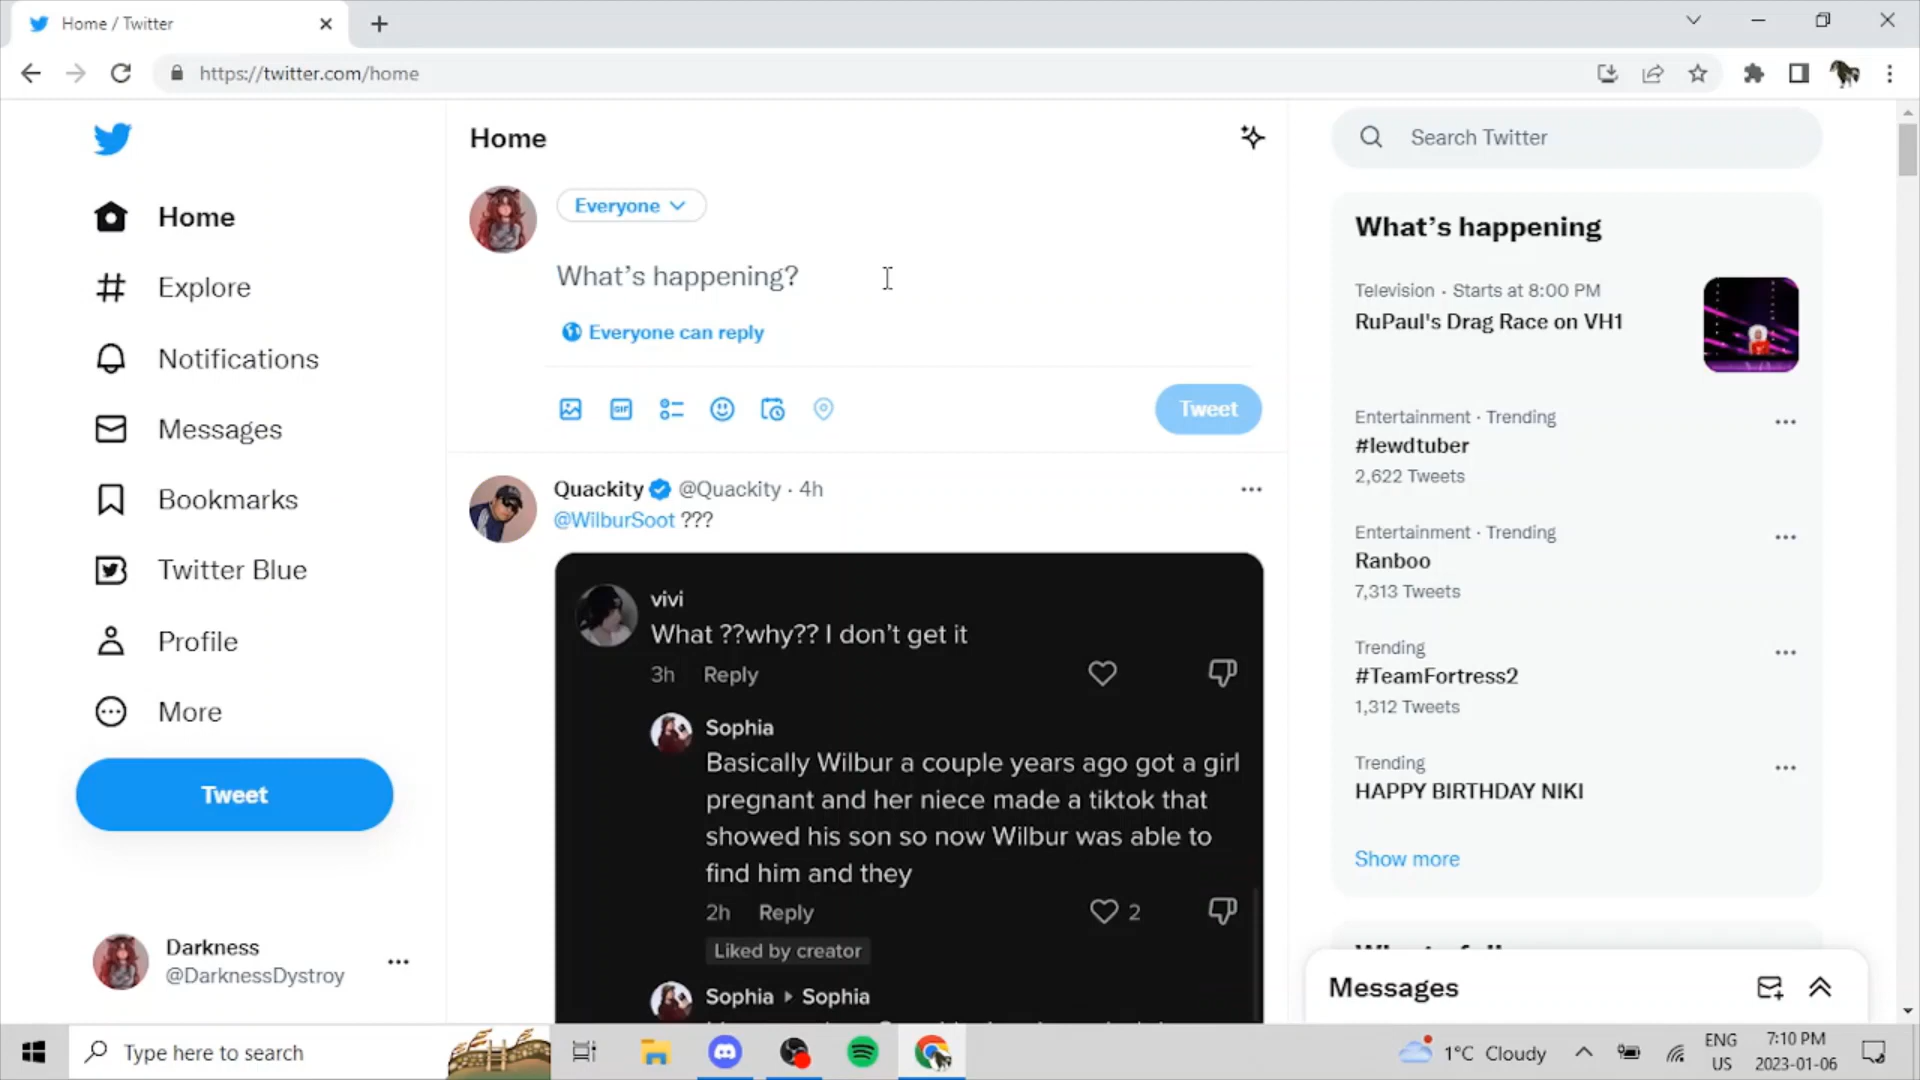 Home / Twitter
https://twitter.com/home
Home
Explore
Notifications
Messages
Bookmarks
Twitter Blue
Profile
More
Tweet
Darkness
@DarknessDystroy
Home
Everyone
What's happening?
Everyone can reply
GIF
Tweet
Quackity @Quackity · 4h
@WilburSoot ???
vivi
What ??why?? I don't get it
3h Reply
Sophia
Basically Wilbur a couple years ago got a girl
pregnant and her niece made a tiktok that
showed his son so now Wilbur was able to
find him and they
2h Reply 2
Liked by creator
Sophia Sophia
Search Twitter
What's happening
Television · Starts at 8:00 PM
RuPaul's Drag Race on VH1
Entertainment · Trending
#lewdtuber
2,622 Tweets
Entertainment · Trending
Ranboo
7,313 Tweets
Trending
#TeamFortress2
1,312 Tweets
Trending
HAPPY BIRTHDAY NIKI
Show more
Messages
Type here to search
1°C Cloudy
ENG
US
7:10 PM
2023-01-06